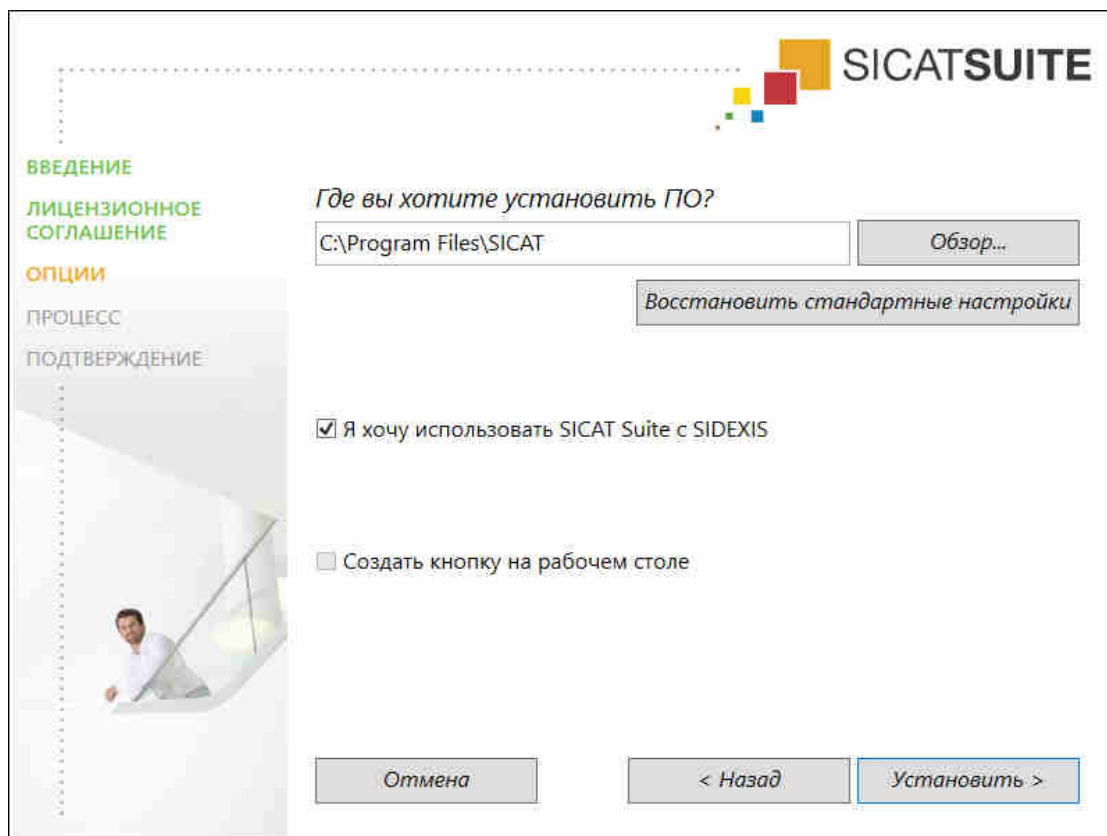 SICATSUITE
ВВЕДЕНИЕ
ЛИЦЕНЗИОННОЕ
СОГЛАШЕНИЕ
ОПЦИИ
ПРОЦЕСС
ПОДТВЕРЖДЕНИЕ
Где вы хотите установить ПО?
C:\Program Files\SICAT
Обзор...
Восстановить стандартные настройки
Я хочу использовать SICAT Suite с SIDEXIS
Создать кнопку на рабочем столе
Отмена
< Назад
Установить >